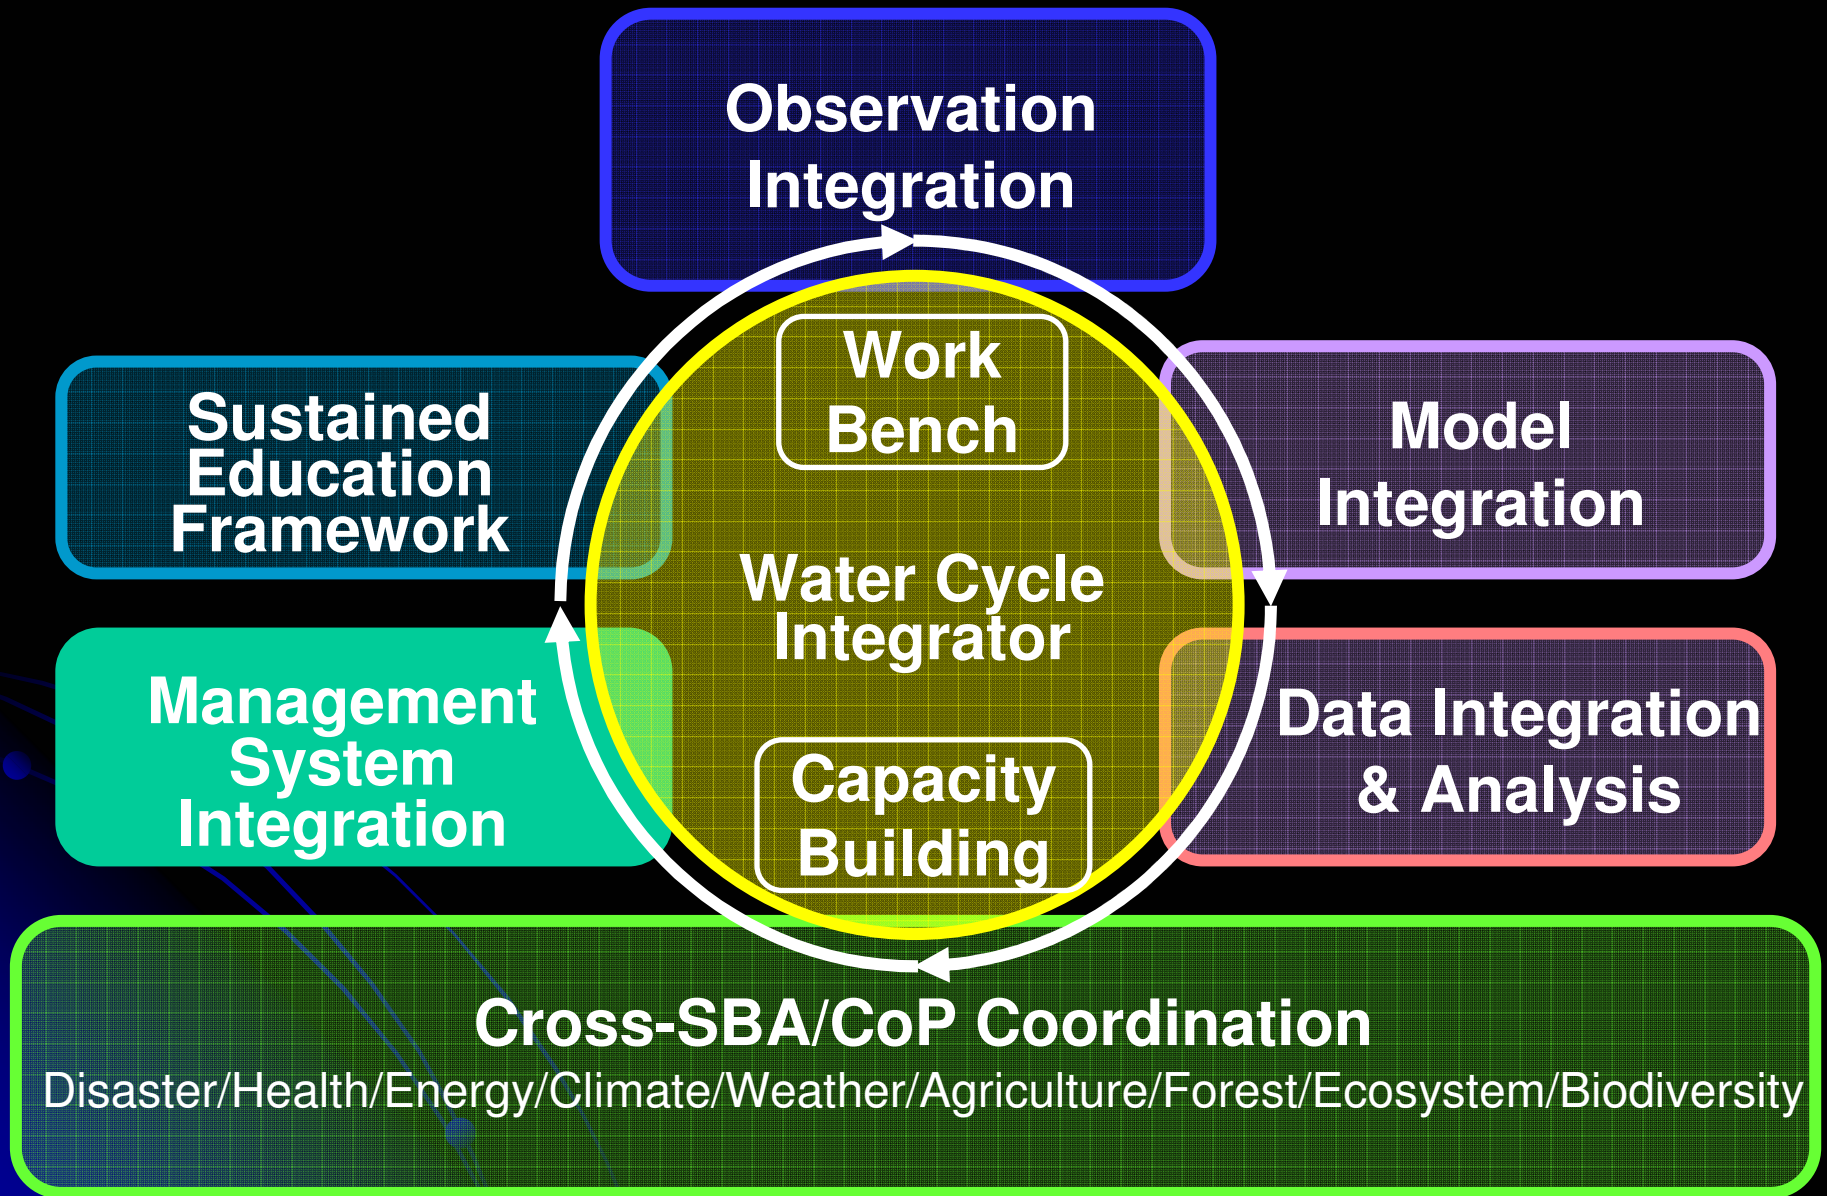 Observation
Integration
Work
Bench
Sustained
Education
Framework
Model
Integration
Water Cycle
Integrator
Management
System
Integration
Data Integration
& Analysis
Capacity
Building
Cross-SBA/CoP Coordination
Disaster/Health/Energy/Climate/Weather/Agriculture/Forest/Ecosystem/Biodiversity